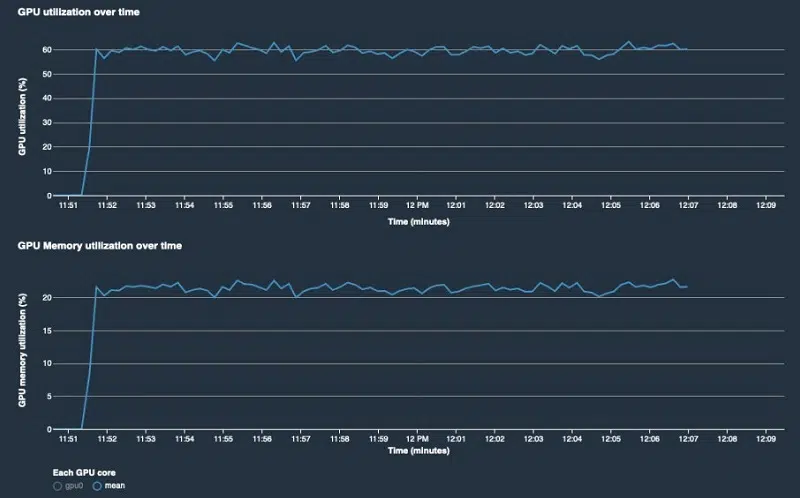 GPU utilization over time
GPU utilization (%)
60
50
40
30
20
10
0
11:51 11:52 11:53 11:54 11:55 11:56 11:57 11:58 11:59 12 PM 12:01 12:02 12:03 12:04 12:05 12:06 12:07 12:08 12:09
Time (minutes)
GPU Memory utilization over time
GPU memory utilization (%)
20
15
10
5
0
11:51 11:52 11:53 11:54 11:55 11:56 11:57 11:58 11:59 12 PM 12:01 12:02 12:03 12:04 12:05 12:06 12:07 12:08 12:09
Time (minutes)
Each GPU core
gpu0 mean